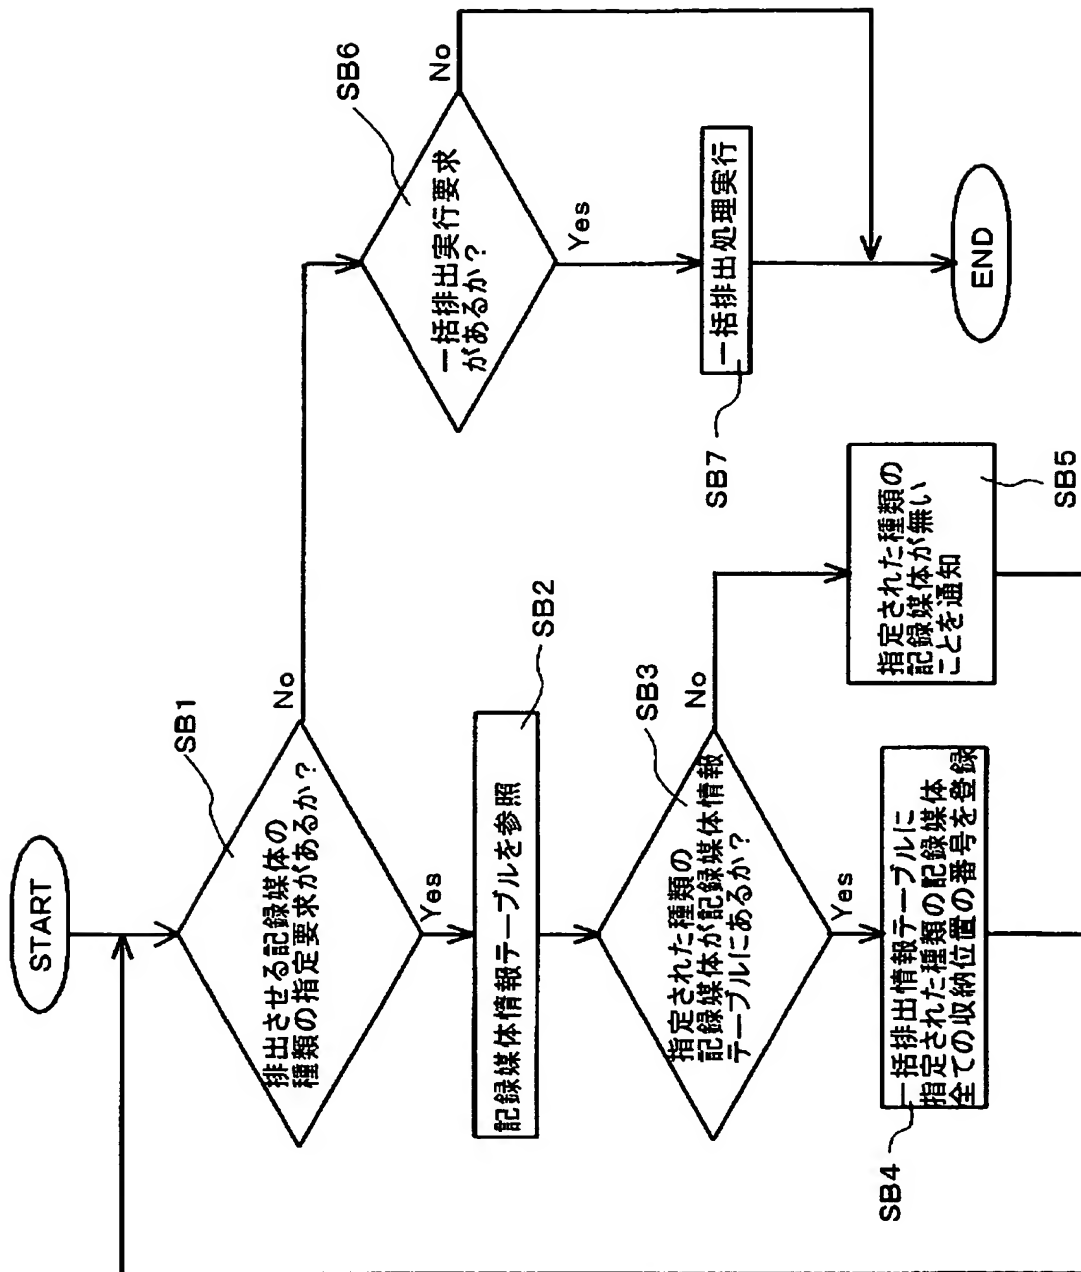 START
排出させる記録媒体の
種類の指定要求があるか?
SB1
No
Yes
記録媒体情報テーブルを参照
SB2
指定された種類の
記録媒体が記録媒体情報
テーブルにあるか?
SB3
No
Yes
一括排出情報テーブルに
指定された種類の記録媒体
全ての収納位置の番号を登録
SB4
指定された種類の
記録媒体が無い
ことを通知
SB5
一括排出実行要求
があるか?
SB6
No
Yes
一括排出処理実行
SB7
END